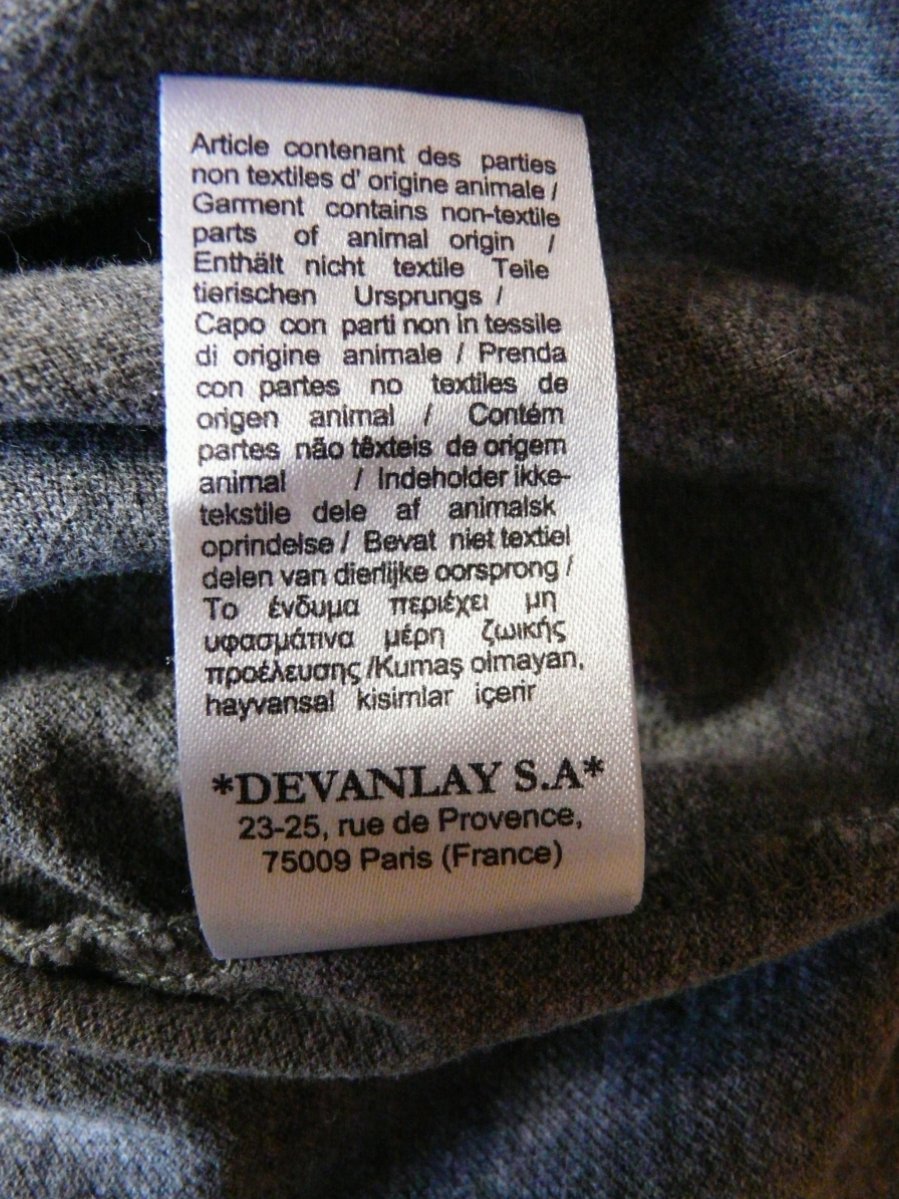 Article contenant des parties
non textiles d' origine animale /
Garment contains non-textile
parts of animal origin /
Enthält nicht textile Teile
tierischen Ursprungs /
Capo con parti non in tessile
di origine animale / Prenda
con partes no textiles de
origen animal / Contém
partes não têxteis de origem
animal / Indeholder ikke-
tekstile dele af animalsk
oprindelse / Bevat niet textiel
delen van dierlijke oorsprong /
Το ένδυμα περιέχει μη
υφασμάτινα μέρη ζωικής
προέλευσης /Kumaş olmayan,
hayvansal kisimlar içerir
*DEVANLAY S.A*
23-25, rue de Provence,
75009 Paris (France)